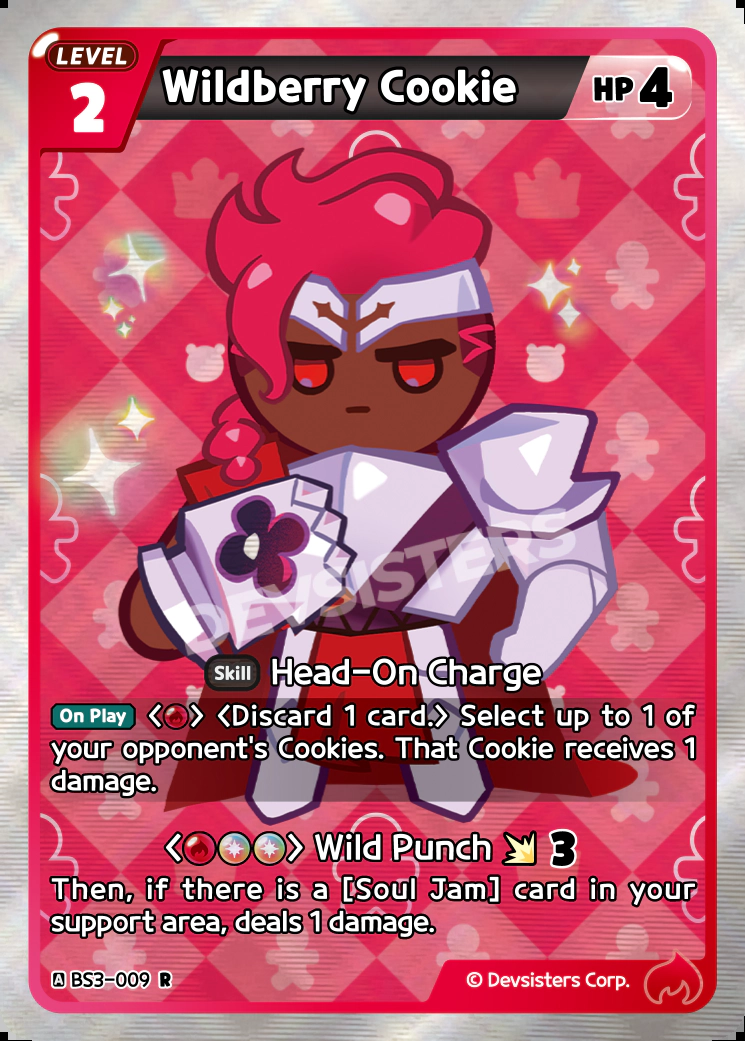 LEVEL
2
Wildberry Cookie
HP 4
DEVSISTERS
Skill Head-On Charge
On Play < > <Discard 1 card.> Select up to 1 of
your opponent's Cookies. That Cookie receives 1
damage.
< > Wild Punch 3
Then, if there is a [Soul Jam] card in your
support area, deals 1 damage.
A BS3-009 R
© Devsisters Corp.